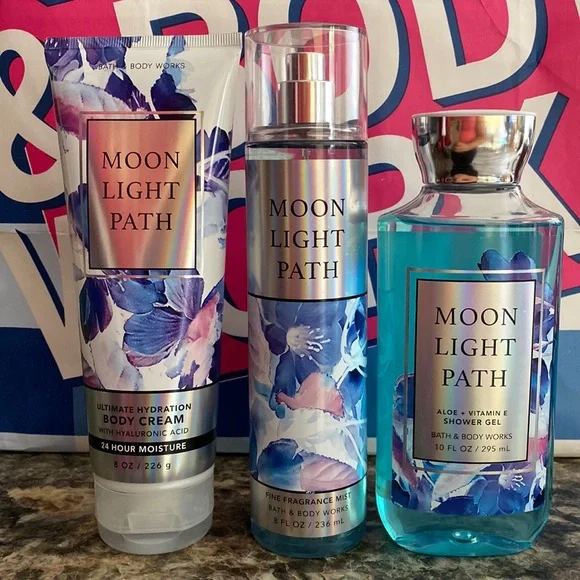 & BODY
WORK
BATH & BODY WORKS
MOON
LIGHT
PATH
ULTIMATE HYDRATION
BODY CREAM
WITH HYALURONIC ACID
24 HOUR MOISTURE
8 OZ / 226 g
MOON
LIGHT
PATH
FINE FRAGRANCE MIST
BATH & BODY WORKS
8 FL OZ / 236 mL
MOON
LIGHT
PATH
ALOE + VITAMIN E
SHOWER GEL
BATH & BODY WORKS
10 FL OZ / 295 mL